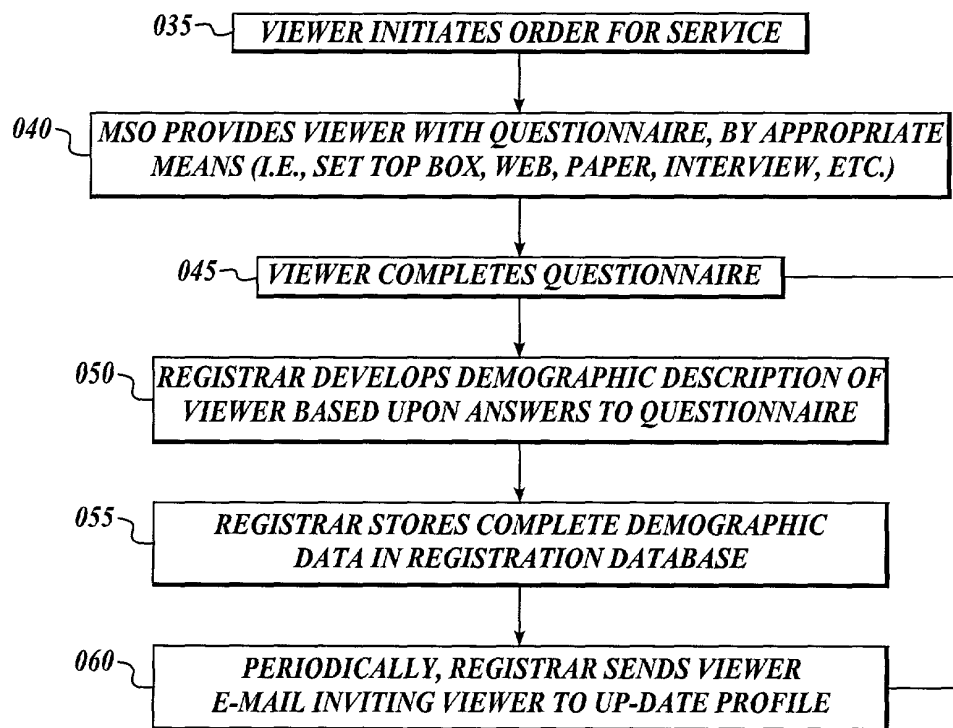 035
VIEWER INITIATES ORDER FOR SERVICE
040
MSO PROVIDES VIEWER WITH QUESTIONNAIRE, BY APPROPRIATE
MEANS (I.E., SET TOP BOX, WEB, PAPER, INTERVIEW, ETC.)
045
VIEWER COMPLETES QUESTIONNAIRE
050
REGISTRAR DEVELOPS DEMOGRAPHIC DESCRIPTION OF
VIEWER BASED UPON ANSWERS TO QUESTIONNAIRE
055
REGISTRAR STORES COMPLETE DEMOGRAPHIC
DATA IN REGISTRATION DATABASE
060
PERIODICALLY, REGISTRAR SENDS VIEWER
E-MAIL INVITING VIEWER TO UP-DATE PROFILE